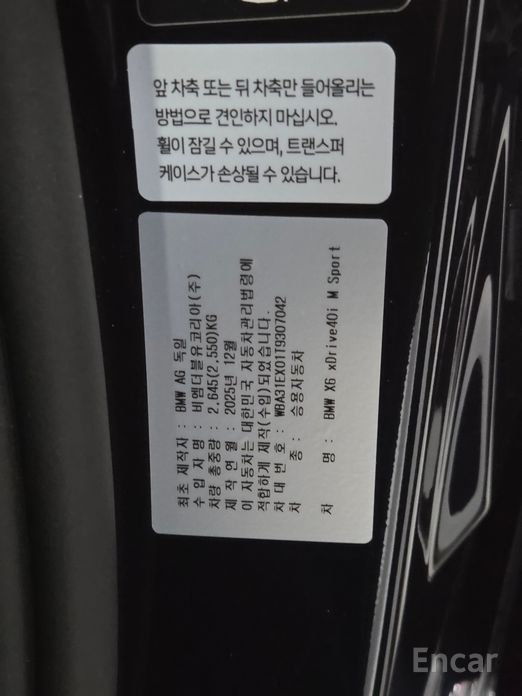 앞 차축 또는 뒤 차축만 들어올리는
방법으로 견인하지 마십시오.
휠이 잠길 수 있으며, 트랜스퍼
케이스가 손상될 수 있습니다.
최초 제작자 : BMW AG 독일
수 입 자 명 : 비엠더블유코리아(주)
차량 총중량 : 2,645(2,550)KG
제 작 연 월 : 2025년 12월
이 자동차는 대한민국 자동차관리법령에
적합하게 제작(수입)되었습니다.
차 대 번 호 : WBA31EX01T9307042
차 종 : 승용자동차
차 명 : BMW X6 xDrive40i M Sport
Encar